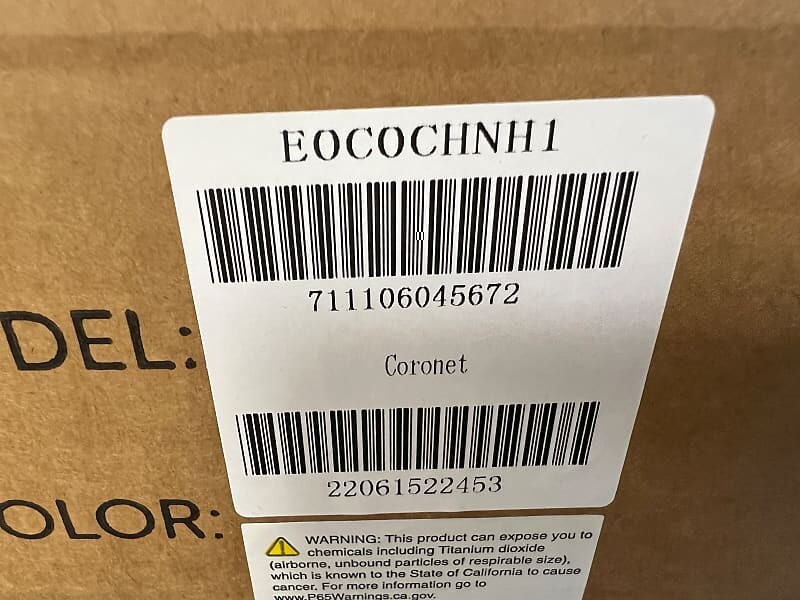 EOCOCHNH1
711106045672
DEL:
Coronet
22061522453
OLOR:
WARNING: This product can expose you to
chemicals including Titanium dioxide
(airborne, unbound particles of respirable size),
which is known to the State of California to cause
cancer. For more information go to
www.P65Warnings.ca.gov.